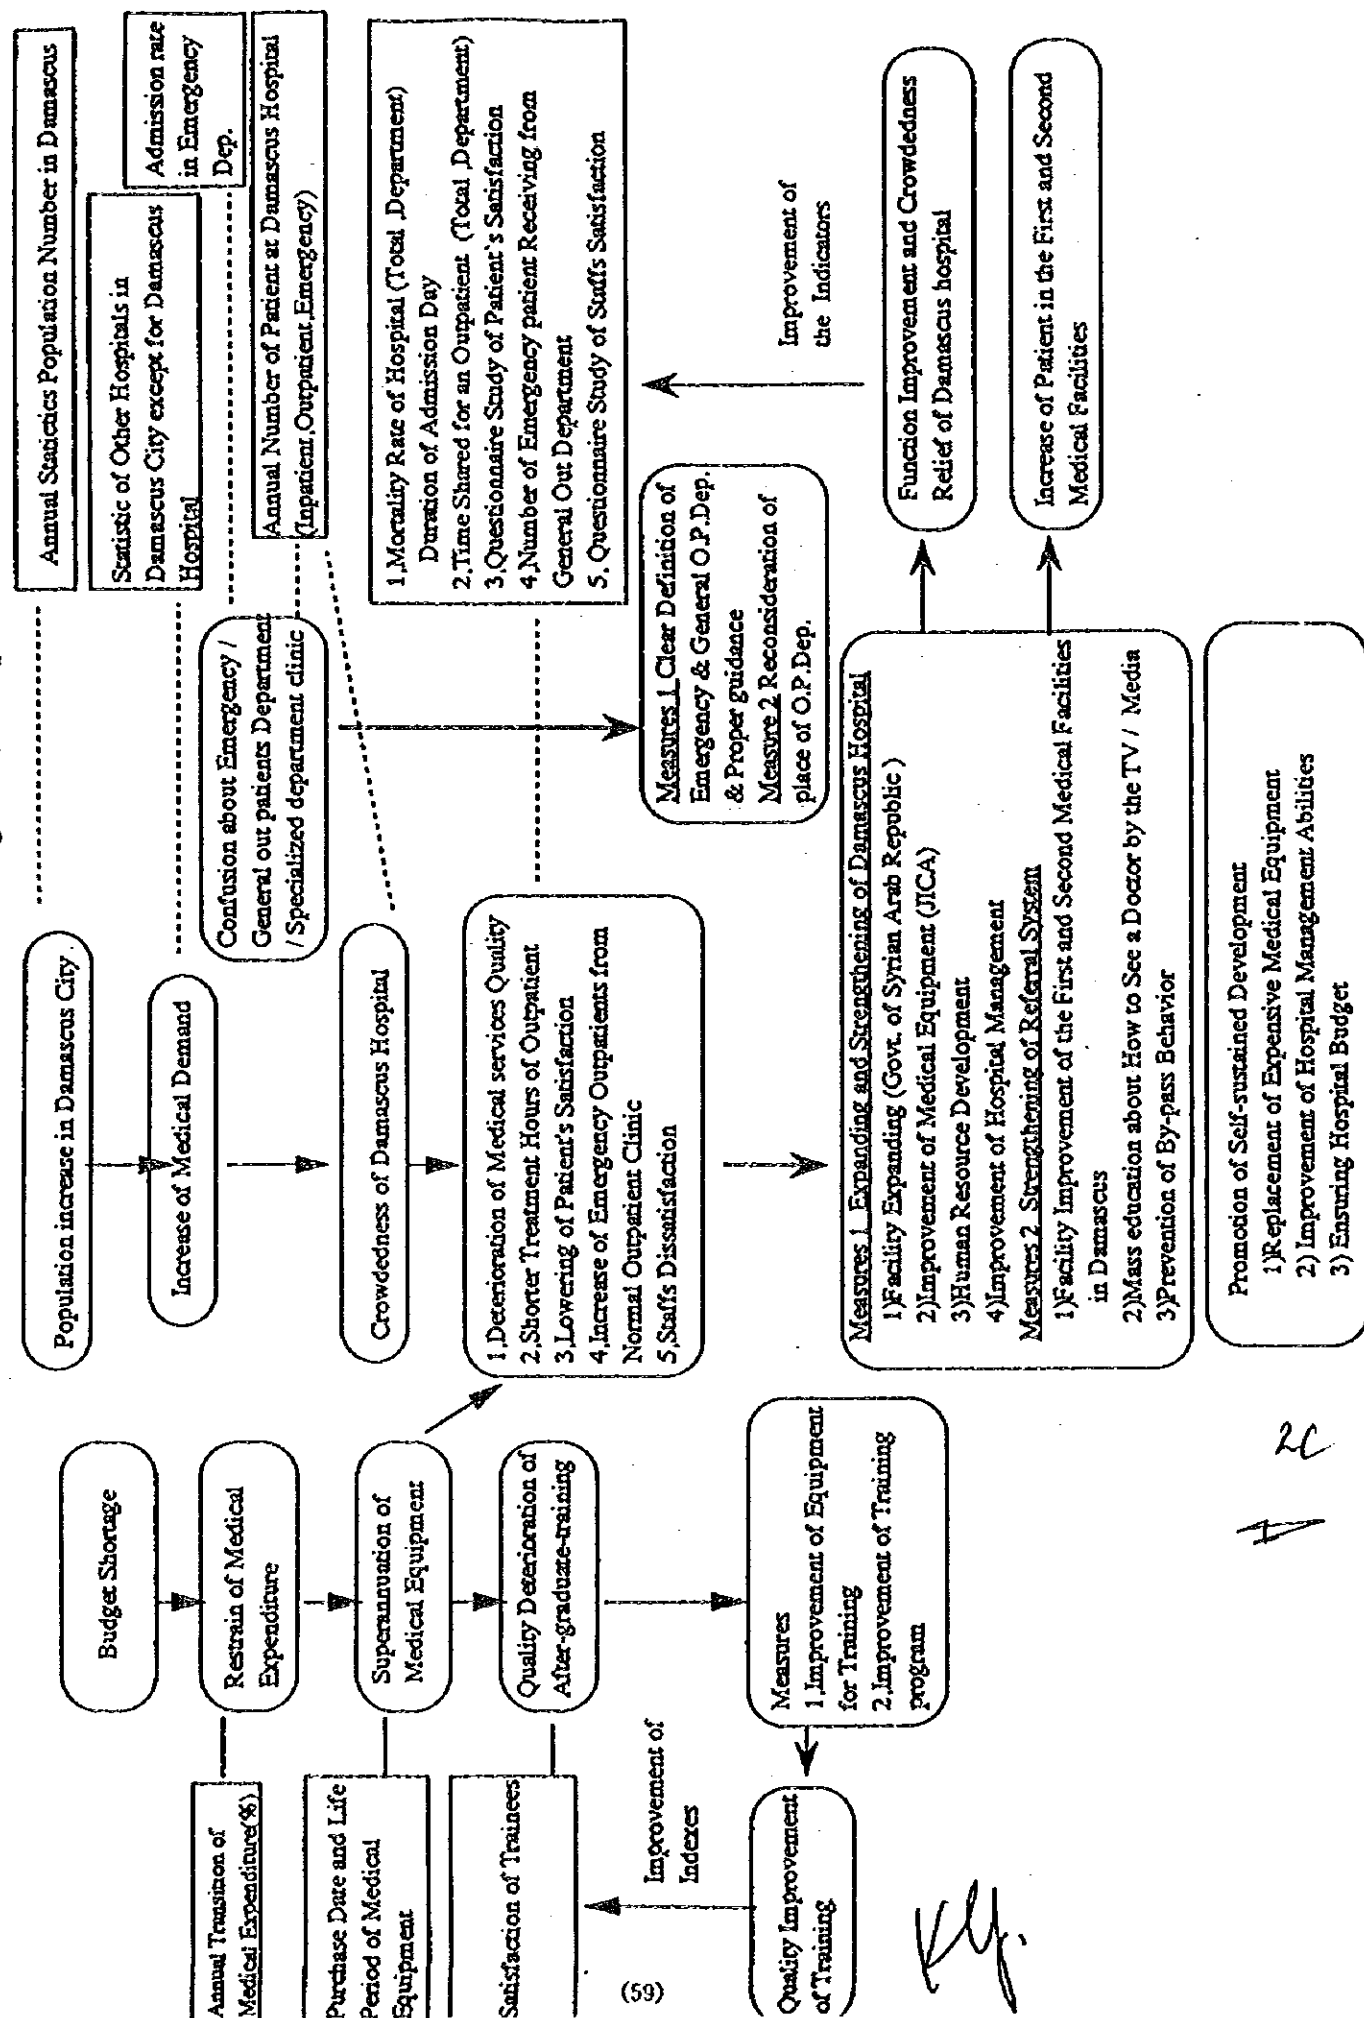 Annual Transition of
Medical Expenditure(%)
Purchase Date and Life
Period of Medical
Equipment
Satisfaction of Trainees
Improvement of
Indexes
Quality Improvement
of Training
Budget Shortage
Restrain of Medical
Expenditure
Superannuation of
Medical Equipment
Quality Deterioration of
After-graduate-training
Measures
1,Improvement of Equipment
for Training
2,Improvement of Training
program
Population increase in Damascus City
Increase of Medical Demand
Crowdedness of Damascus Hospital
1,Deterioration of Medical services Quality
2,Shorter Treatment Hours of Outpatient
3,Lowering of Patient's Satisfaction
4,Increase of Emergency Outpatients from
Normal Outpatient Clinic
5,Staffs Dissatisfaction
Confusion about Emergency /
General out patients Department
/ Specialized department clinic
Measures 1 Clear Definition of
Emergency & General O.P.Dep.
& Proper guidance
Measure 2 Reconsideration of
place of O.P.Dep.
Measures 1 Expanding and Strengthening of Damascus Hospital
1)Facility Expanding (Govt. of Syrian Arab Republic )
2)Improvement of Medical Equipment (JICA)
3)Human Resource Development
4)Improvement of Hospital Management
Measures 2 Strengthening of Referral System
1)Facility Improvement of the First and Second Medical Facilities
in Damascus
2)Mass education about How to See a Doctor by the TV / Media
3)Prevention of By-pass Behavior
Promotion of Self-sustained Development
1)Replacement of Expensive Medical Equipment
2) Improvement of Hospital Management Abilities
3) Ensuring Hospital Budget
Annual Statictics Population Number in Damascus
Statistic of Other Hospitals in
Damascus City except for Damascus
Hospital
Admission rate
in Emergency
Dep.
Annual Number of Patient at Damascus Hospital
(Inpatient,Outpatient,Emergency)
1,Mortality Rate of Hospital (Total ,Department)
Duration of Admission Day
2,Time Shared for an Outpatient (Total ,Department)
3,Questionnaire Study of Patient's Satisfaction
4,Number of Emergency patient Receiving from
General Out Department
5, Questionnaire Study of Staffs Satisfaction
Improvement of
the Indicators
Function Improvement and Crowdedness
Relief of Damascus hospital
Increase of Patient in the First and Second
Medical Facilities
(59)